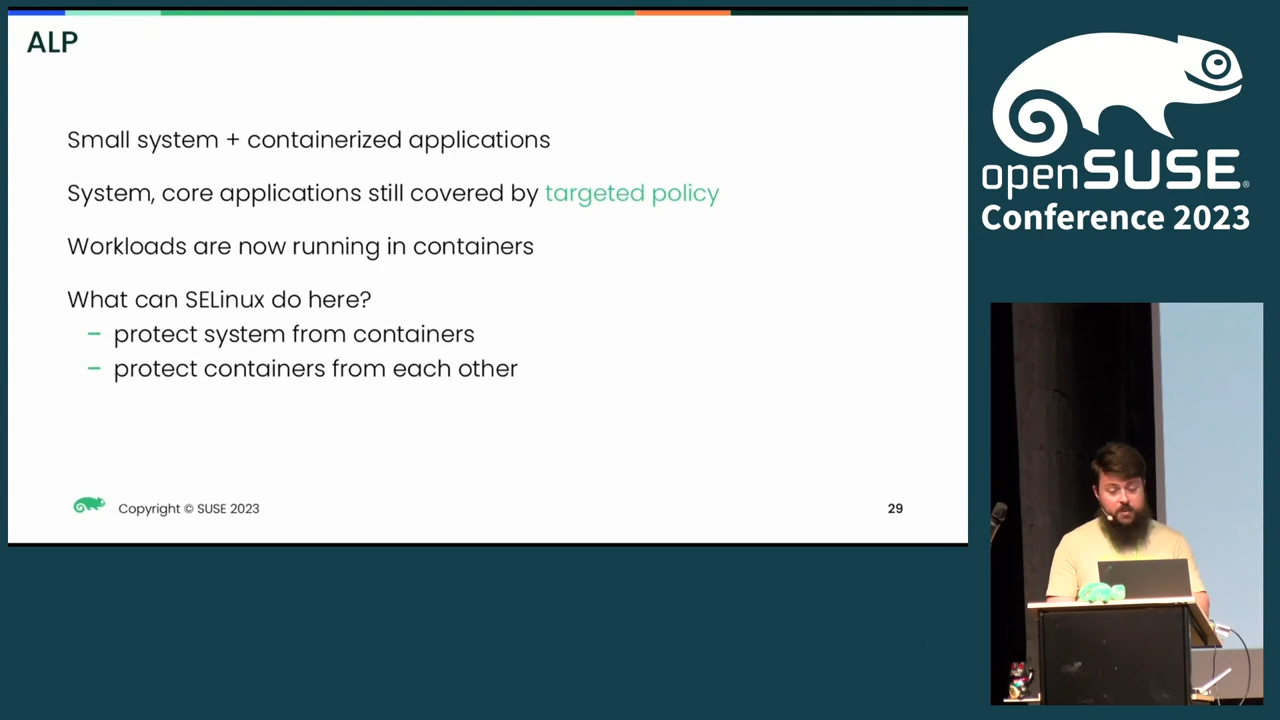 ALP
Small system + containerized applications
System, core applications still covered by targeted policy
Workloads are now running in containers
What can SELinux do here?
– protect system from containers
– protect containers from each other
Copyright © SUSE 2023
29
openSUSE®
Conference 2023